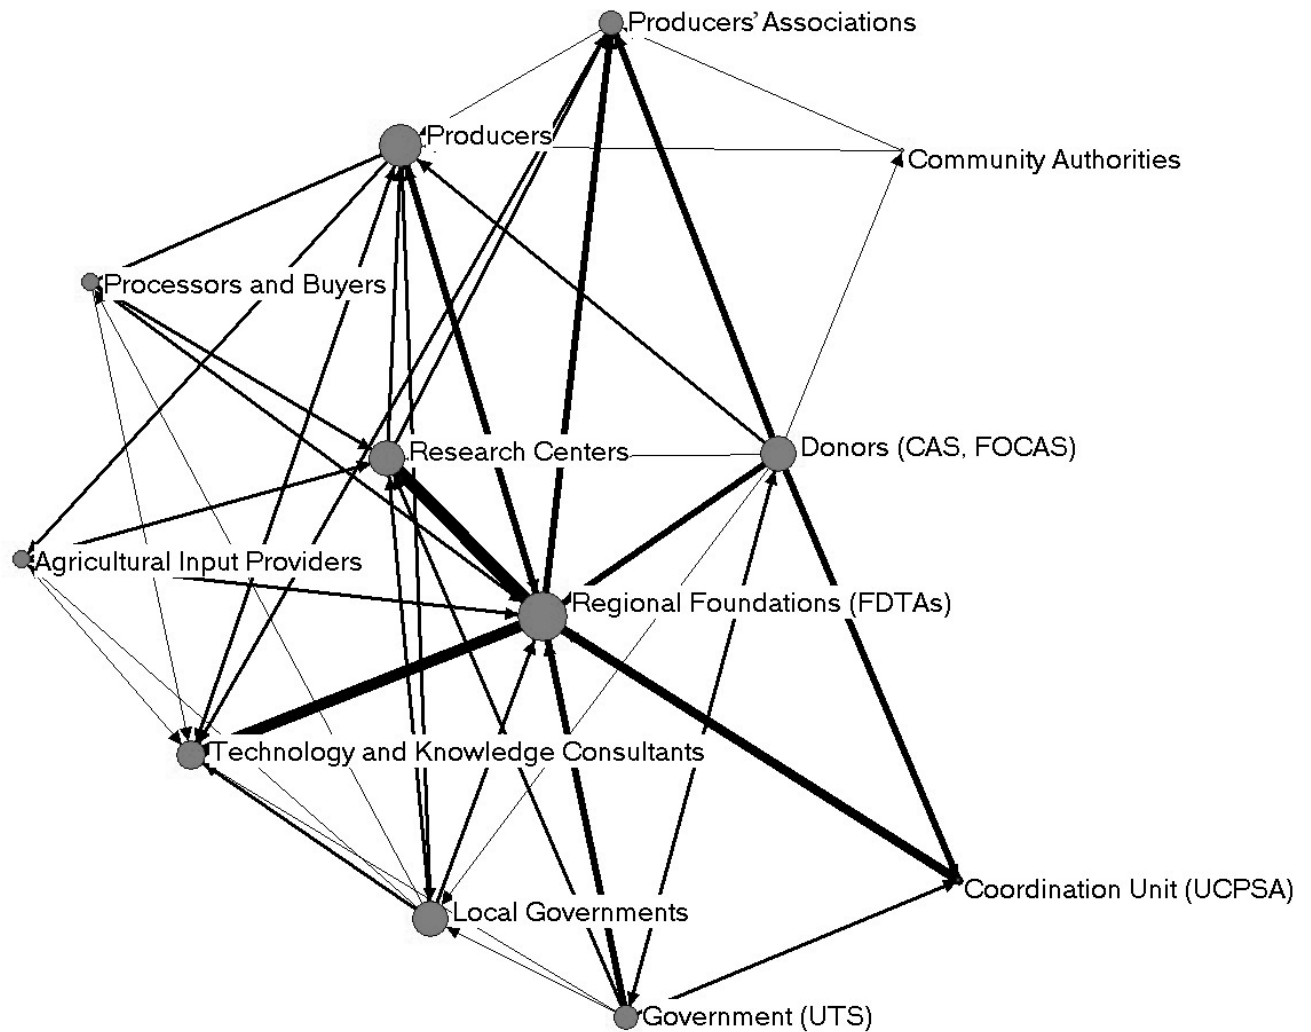 Producers’ Associations
Producers
Community Authorities
Processors and Buyers
Research Centers
Donors (CAS, FOCAS)
Agricultural Input Providers
Regional Foundations (FDTAs)
Technology and Knowledge Consultants
Coordination Unit (UCPSA)
Local Governments
Government (UTS)